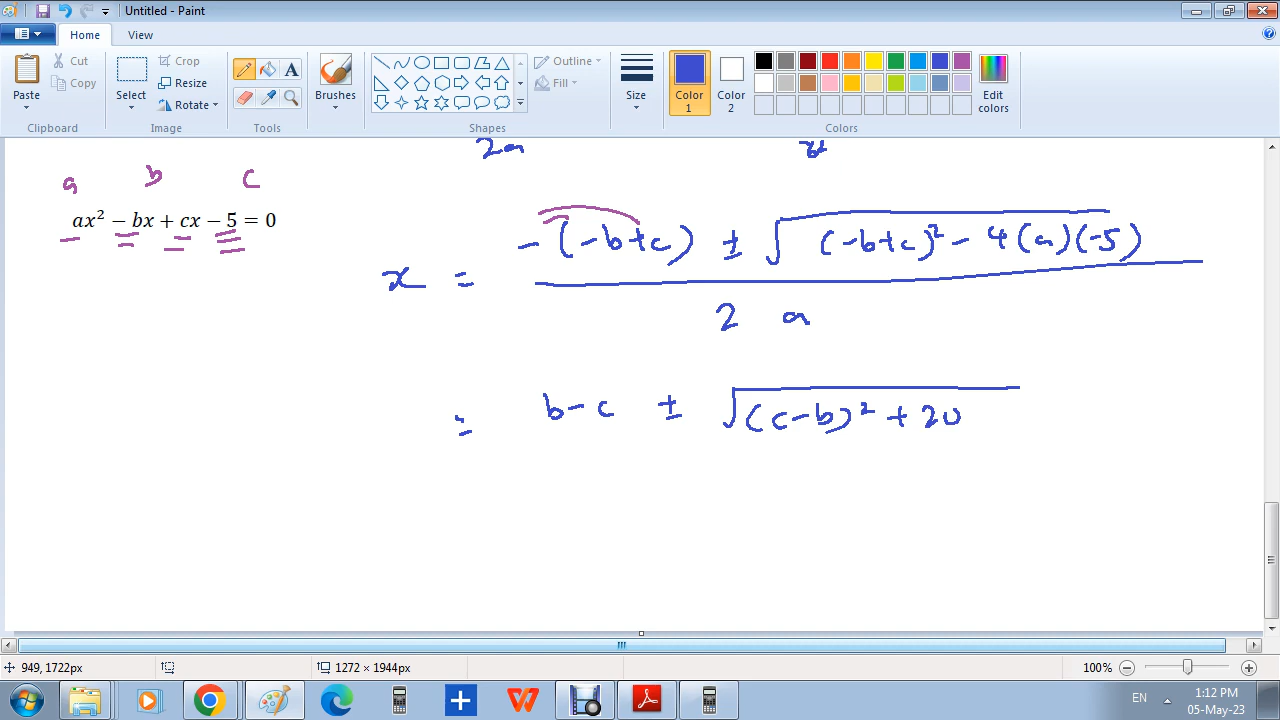 Untitled - Paint
Home View
Paste Cut Copy Clipboard
Select Crop Resize Rotate Image
Tools
Brushes
Shapes Outline Fill
Size
Color 1 Color 2 Edit colors Colors
2a
a b c
ax² − bx + cx − 5 = 0
x = −(−b+c) ± √(−b+c)² − 4(a)(−5)
2 a
= b−c ± √(c−b)² + 20
949, 1722px 1272 × 1944px 100%
EN 1:12 PM
05-May-23